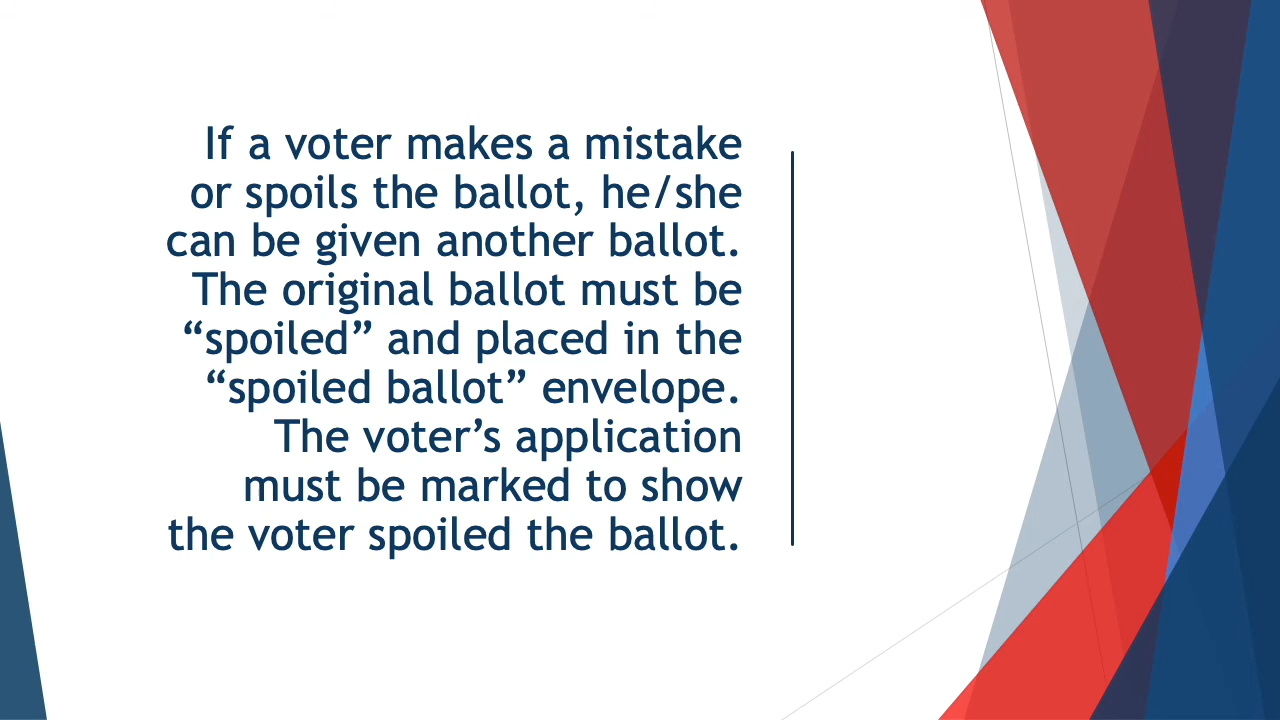 If a voter makes a mistake
or spoils the ballot, he/she
can be given another ballot.
The original ballot must be
“spoiled” and placed in the
“spoiled ballot” envelope.
The voter’s application
must be marked to show
the voter spoiled the ballot.